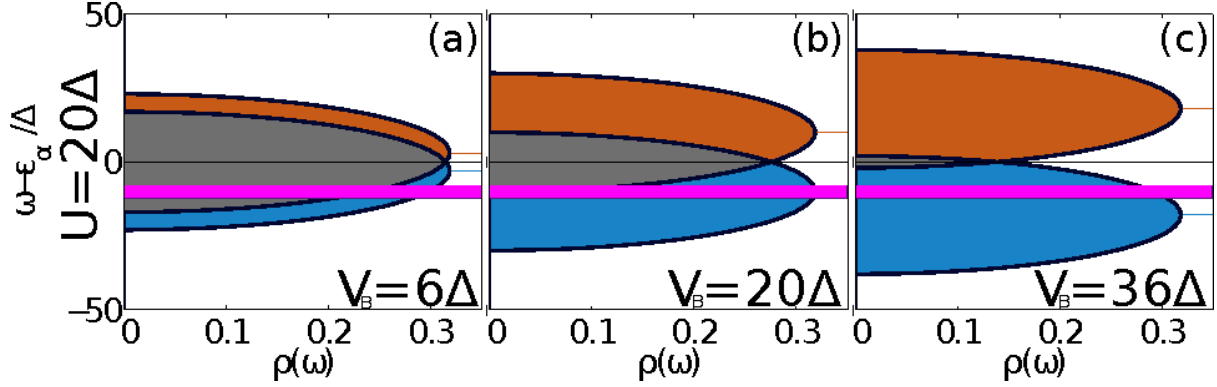 50
(a)
(b)
(c)
ω−ε_α/Δ
U=20Δ
0
−50
V_B=6Δ
V_B=20Δ
V_B=36Δ
0 0.1 0.2 0.3
0 0.1 0.2 0.3
0 0.1 0.2 0.3
ρ(ω)
ρ(ω)
ρ(ω)